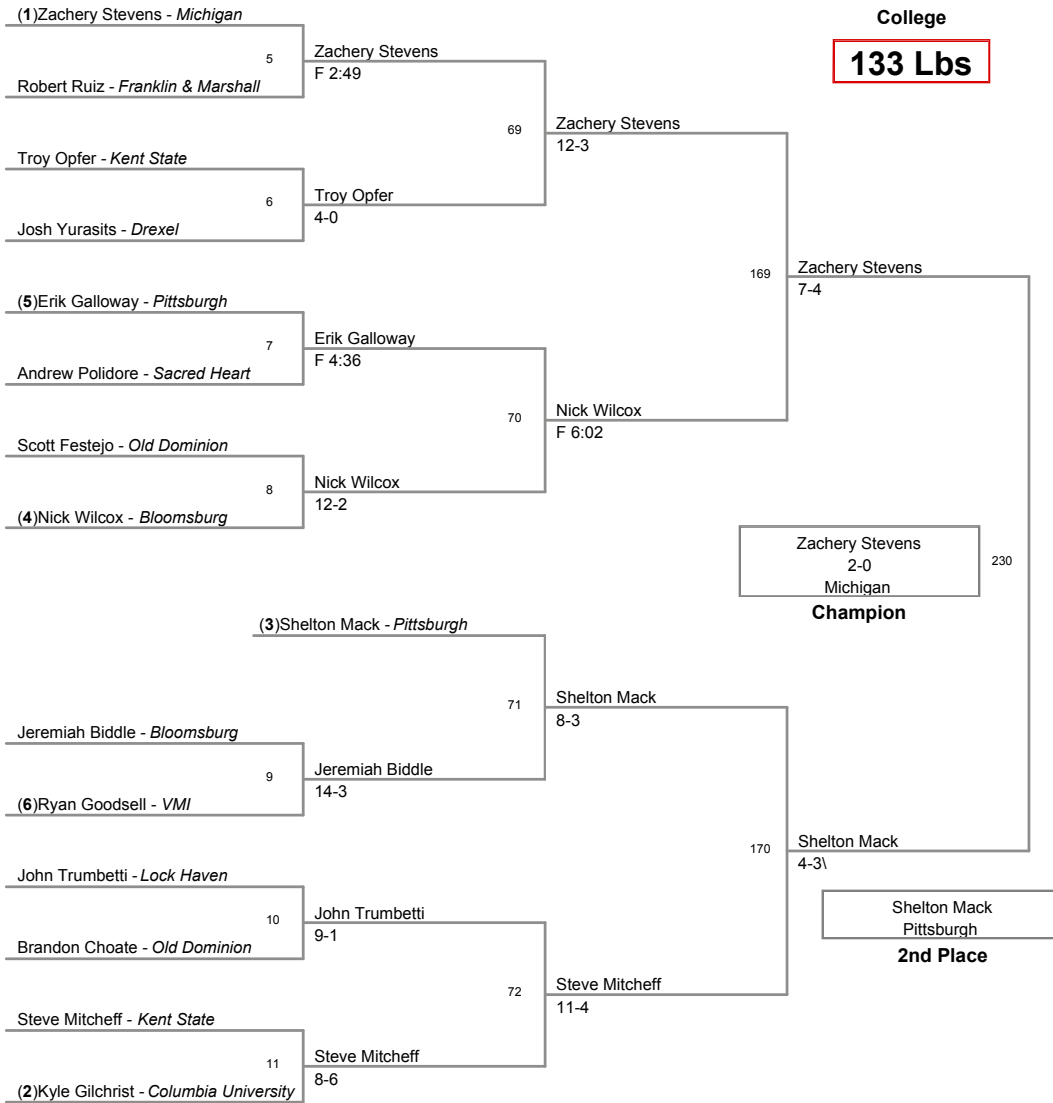 College
133 Lbs
(1)Zachery Stevens - Michigan
5
Zachery Stevens
F 2:49
Robert Ruiz - Franklin & Marshall
69
Zachery Stevens
12-3
Troy Opfer - Kent State
6
Troy Opfer
4-0
Josh Yurasits - Drexel
169
Zachery Stevens
7-4
(5)Erik Galloway - Pittsburgh
7
Erik Galloway
F 4:36
Andrew Polidore - Sacred Heart
70
Nick Wilcox
F 6:02
Scott Festejo - Old Dominion
8
Nick Wilcox
12-2
(4)Nick Wilcox - Bloomsburg
Zachery Stevens
2-0
Michigan
230
Champion
(3)Shelton Mack - Pittsburgh
71
Shelton Mack
8-3
Jeremiah Biddle - Bloomsburg
9
Jeremiah Biddle
14-3
(6)Ryan Goodsell - VMI
170
Shelton Mack
4-3\
John Trumbetti - Lock Haven
10
John Trumbetti
9-1
Brandon Choate - Old Dominion
Shelton Mack
Pittsburgh
2nd Place
72
Steve Mitcheff
11-4
Steve Mitcheff - Kent State
11
Steve Mitcheff
8-6
(2)Kyle Gilchrist - Columbia University